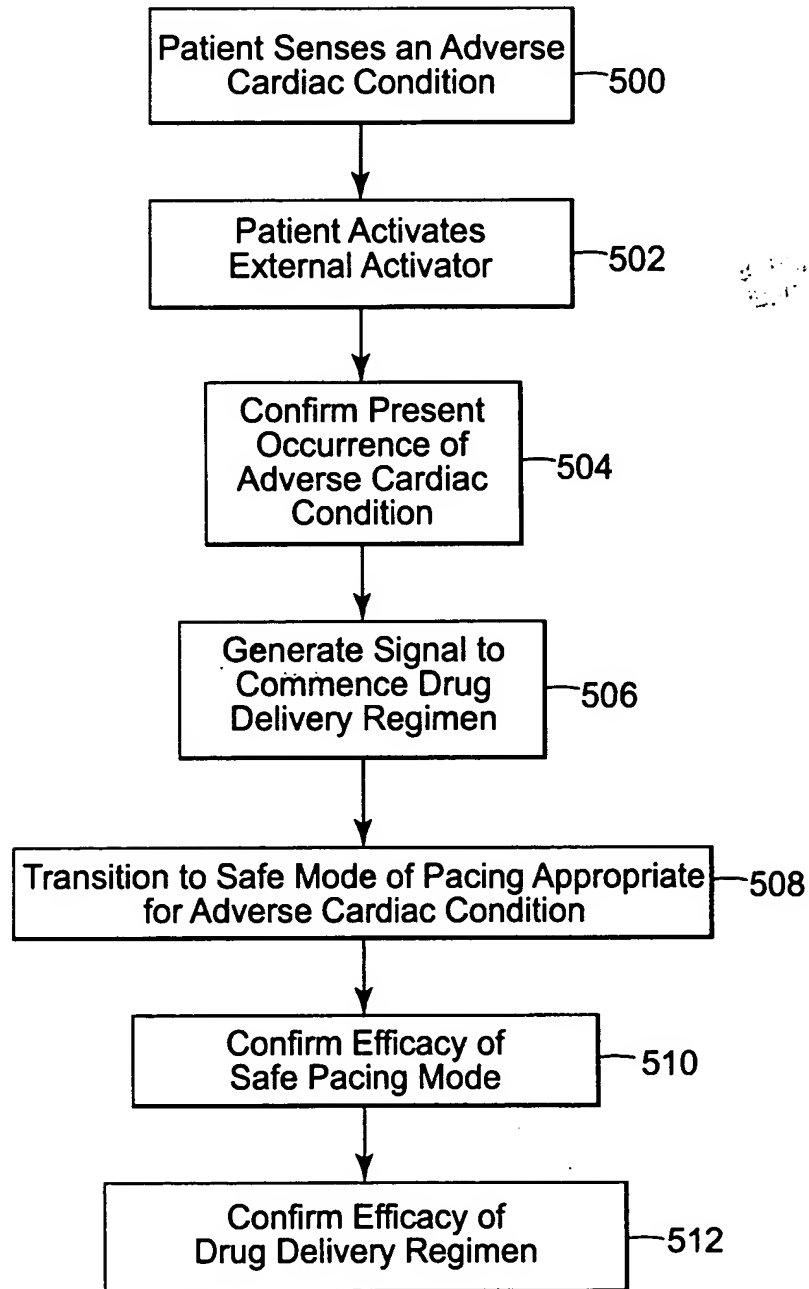 Patient Senses an Adverse
Cardiac Condition
500
Patient Activates
External Activator
502
Confirm Present
Occurrence of
Adverse Cardiac
Condition
504
Generate Signal to
Commence Drug
Delivery Regimen
506
Transition to Safe Mode of Pacing Appropriate
for Adverse Cardiac Condition
508
Confirm Efficacy of
Safe Pacing Mode
510
Confirm Efficacy of
Drug Delivery Regimen
512